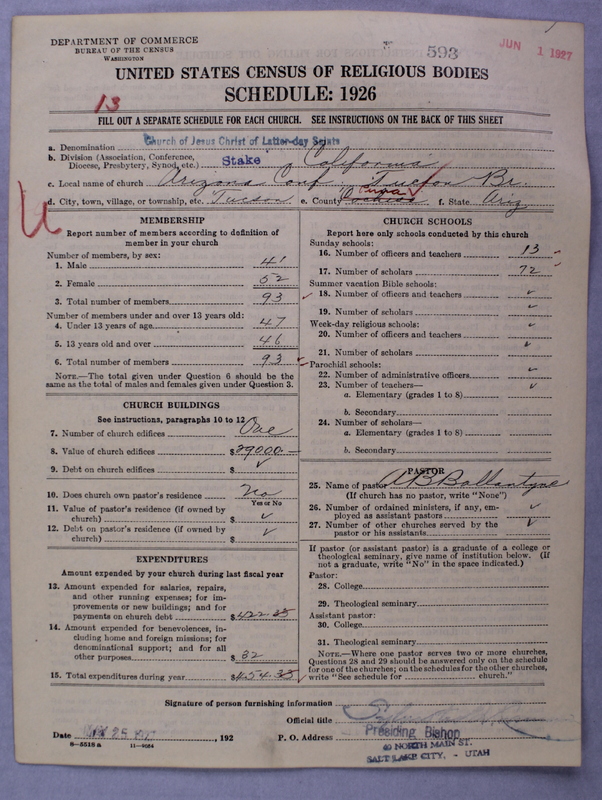 DEPARTMENT OF COMMERCE
BUREAU OF THE CENSUS
WASHINGTON
593
JUN 1 1927
UNITED STATES CENSUS OF RELIGIOUS BODIES
SCHEDULE: 1926
13
FILL OUT A SEPARATE SCHEDULE FOR EACH CHURCH. SEE INSTRUCTIONS ON THE BACK OF THIS SHEET
a. Denomination Church of Jesus Christ of Latter-day Saints
b. Division (Association, Conference, Diocese, Presbytery, Synod, etc.) Stake California
c. Local name of church Arizona Conf Tucson Br.
d. City, town, village, or township, etc. Tucson e. County Cochise Pima f. State Ariz
MEMBERSHIP
Report number of members according to definition of
member in your church
Number of members, by sex:
1. Male 41
2. Female 52
3. Total number of members 93
Number of members under and over 13 years old:
4. Under 13 years of age 47
5. 13 years old and over 46
6. Total number of members 93
NOTE.—The total given under Question 6 should be the
same as the total of males and females given under Question 3.
CHURCH BUILDINGS
See instructions, paragraphs 10 to 12
7. Number of church edifices One
8. Value of church edifices $
9. Debt on church edifices $
10. Does church own pastor's residence No
Yes or No
11. Value of pastor's residence (if owned by
church) $
12. Debt on pastor's residence (if owned by
church) $
EXPENDITURES
Amount expended by your church during last fiscal year
13. Amount expended for salaries, repairs,
and other running expenses; for im-
provements or new buildings; and for
payments on church debt $422.35
14. Amount expended for benevolences, in-
cluding home and foreign missions; for
denominational support; and for all
other purposes $32
15. Total expenditures during year $454.35
CHURCH SCHOOLS
Report here only schools conducted by this church
Sunday schools:
16. Number of officers and teachers 13
17. Number of scholars 72
Summer vacation Bible schools:
18. Number of officers and teachers
19. Number of scholars
Week-day religious schools:
20. Number of officers and teachers
21. Number of scholars
Parochial schools:
22. Number of administrative officers
23. Number of teachers—
a. Elementary (grades 1 to 8)
b. Secondary
24. Number of scholars—
a. Elementary (grades 1 to 8)
b. Secondary
PASTOR
25. Name of pastor A B Ballantyne
(If church has no pastor, write "None")
26. Number of ordained ministers, if any, em-
ployed as assistant pastors
27. Number of other churches served by the
pastor or his assistants
If pastor (or assistant pastor) is a graduate of a college or
theological seminary, give name of institution below. (If
not a graduate, write "No" in the space indicated.)
Pastor:
28. College
29. Theological seminary
Assistant pastor:
30. College
31. Theological seminary
NOTE.—Where one pastor serves two or more churches,
Questions 28 and 29 should be answered only on the schedule
for one of the churches; on the schedules for the other churches,
write "See schedule for church."
Signature of person furnishing information
Official title Presiding Bishop
Date 25 , 192 P. O. Address 40 NORTH MAIN ST.
SALT LAKE CITY, - UTAH
8—5518 a 11—9024